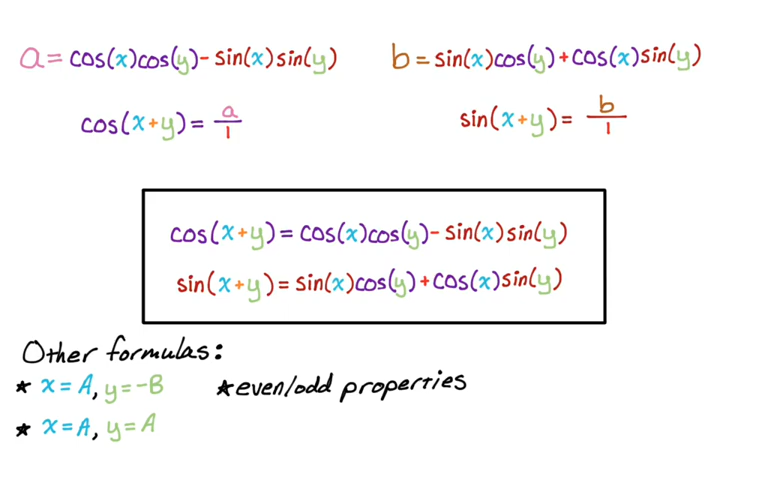 a = cos(x)cos(y) - sin(x)sin(y)
b = sin(x)cos(y) + cos(x)sin(y)
cos(x+y) = a/1
sin(x+y) = b/1
cos(x+y) = cos(x)cos(y) - sin(x)sin(y)
sin(x+y) = sin(x)cos(y) + cos(x)sin(y)
Other formulas:
* x = A, y = -B * even/odd properties
* x = A, y = A